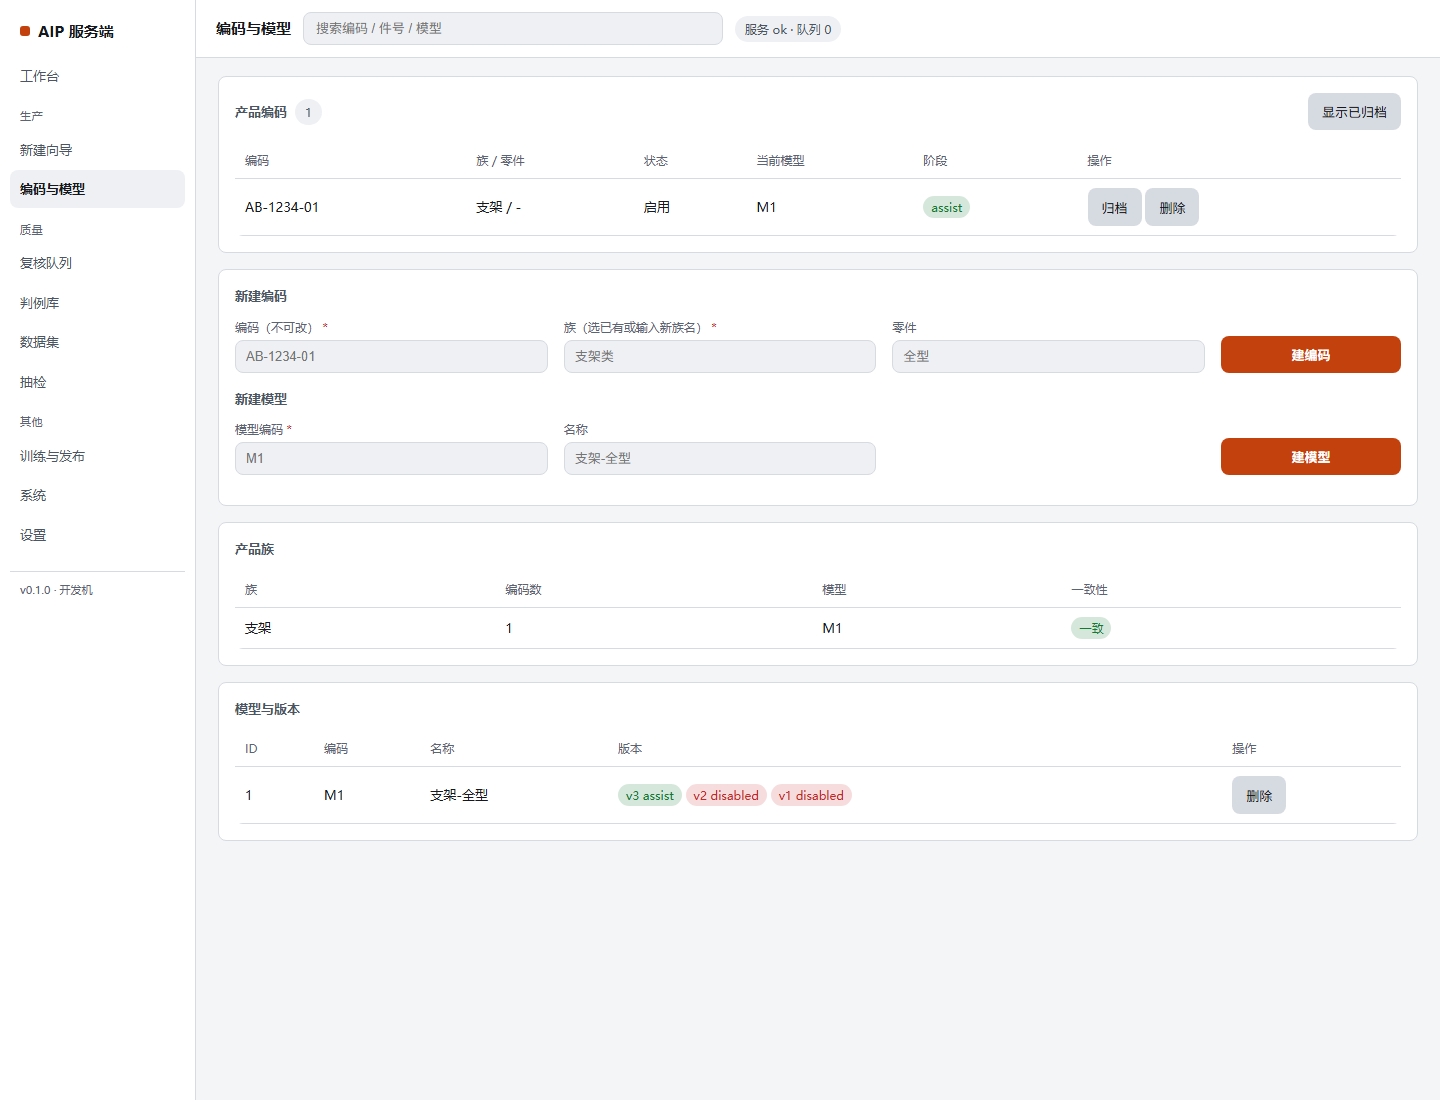 AIP 服务端
工作台
生产
新建向导
编码与模型
质量
复核队列
判例库
数据集
抽检
其他
训练与发布
系统
设置
v0.1.0 · 开发机
编码与模型
搜索编码 / 件号 / 模型
服务 ok · 队列 0
产品编码 1
显示已归档
编码 族 / 零件 状态 当前模型 阶段 操作
AB-1234-01 支架 / - 启用 M1 assist 归档 删除
新建编码
编码（不可改） * 族（选已有或输入新族名） * 零件
AB-1234-01 支架类 全型 建编码
新建模型
模型编码 * 名称
M1 支架-全型 建模型
产品族
族 编码数 模型 一致性
支架 1 M1 一致
模型与版本
ID 编码 名称 版本 操作
1 M1 支架-全型 v3 assist v2 disabled v1 disabled 删除